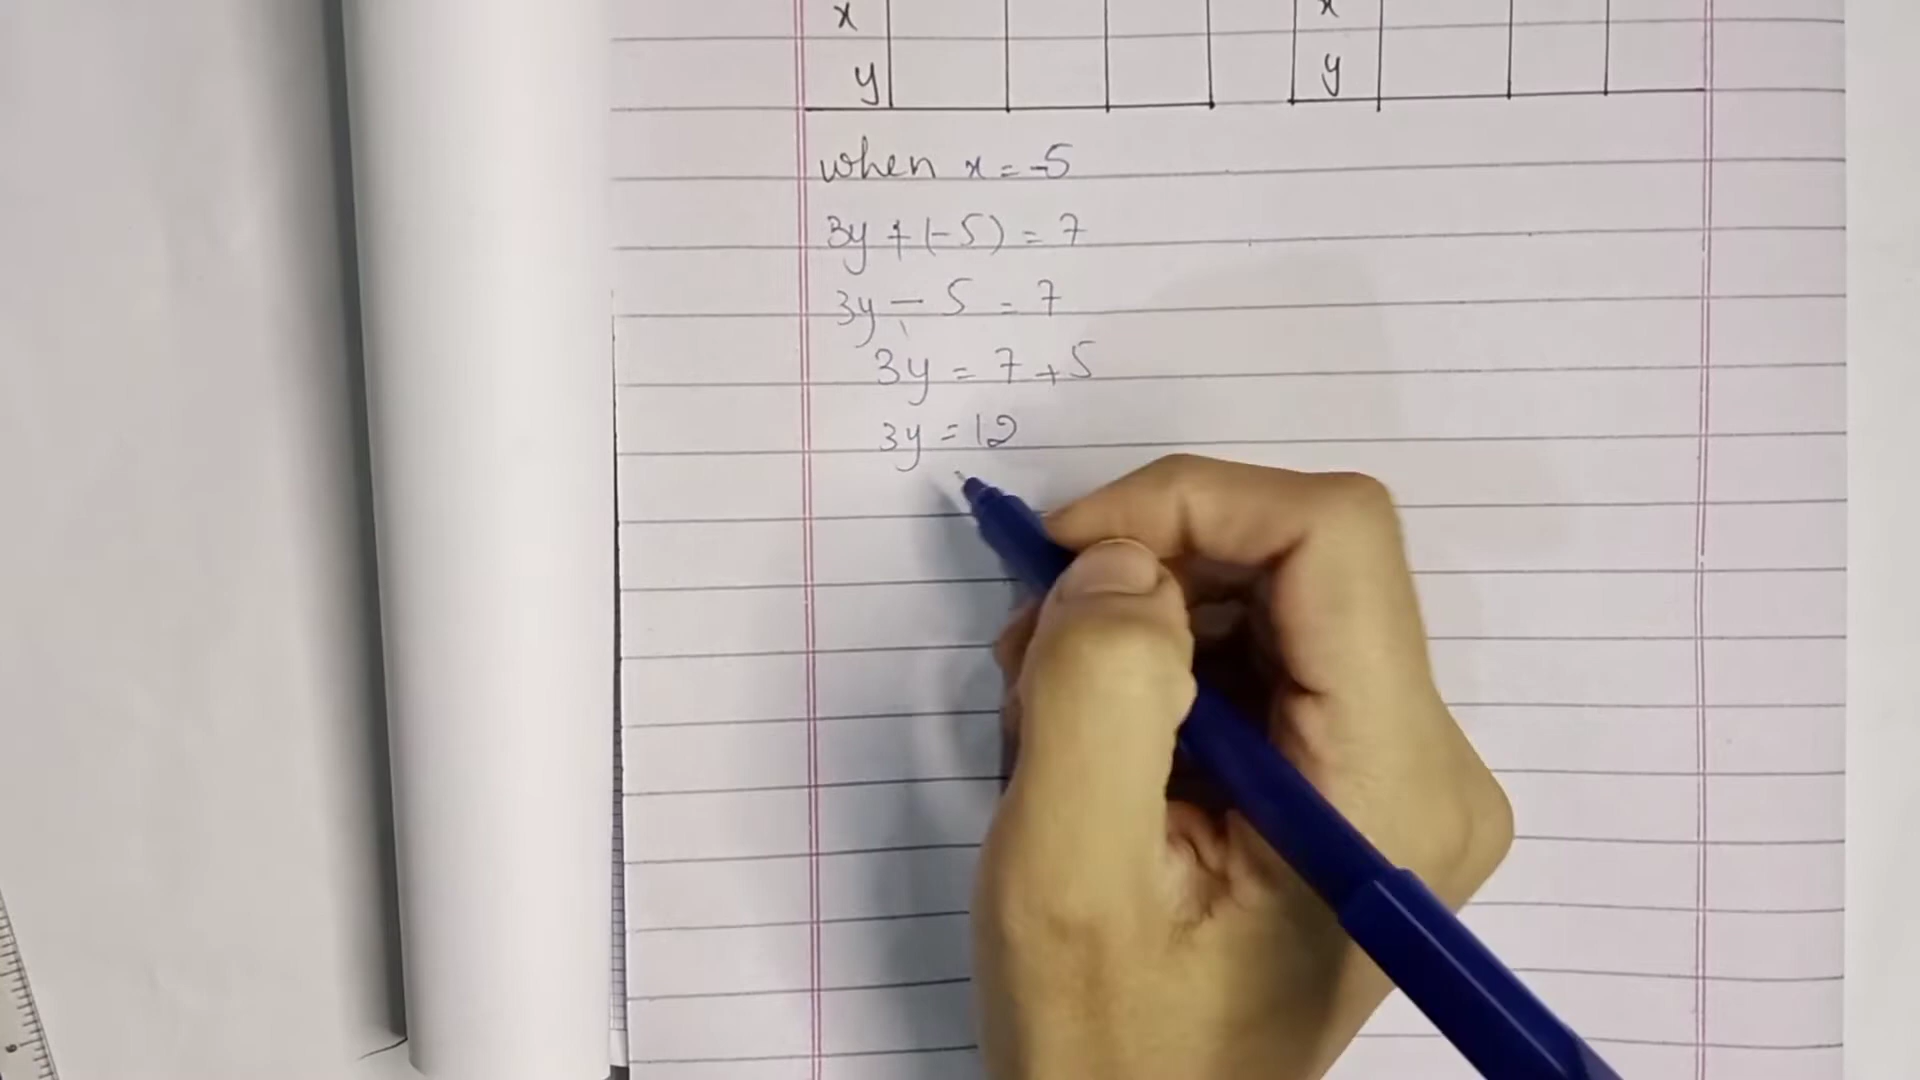 x x
y y
when x = -5
3y + (-5) = 7
3y - 5 = 7
3y = 7 + 5
3y = 12